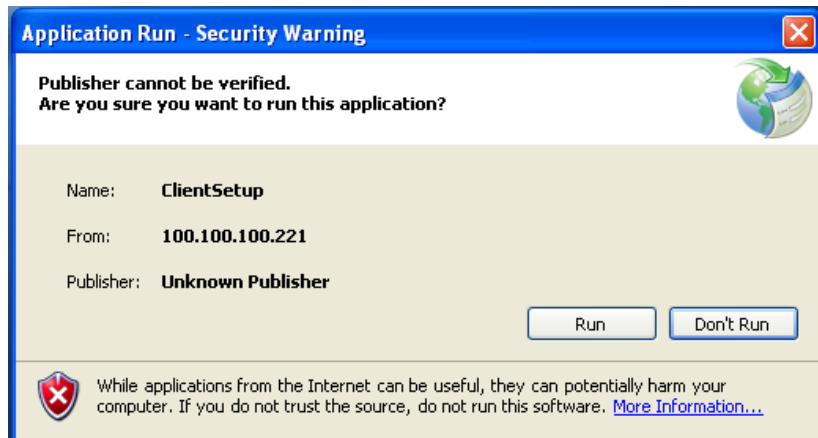 Application Run - Security Warning
Publisher cannot be verified.
Are you sure you want to run this application?
Name: ClientSetup
From: 100.100.100.221
Publisher: Unknown Publisher
Run Don't Run
While applications from the Internet can be useful, they can potentially harm your
computer. If you do not trust the source, do not run this software. More Information...